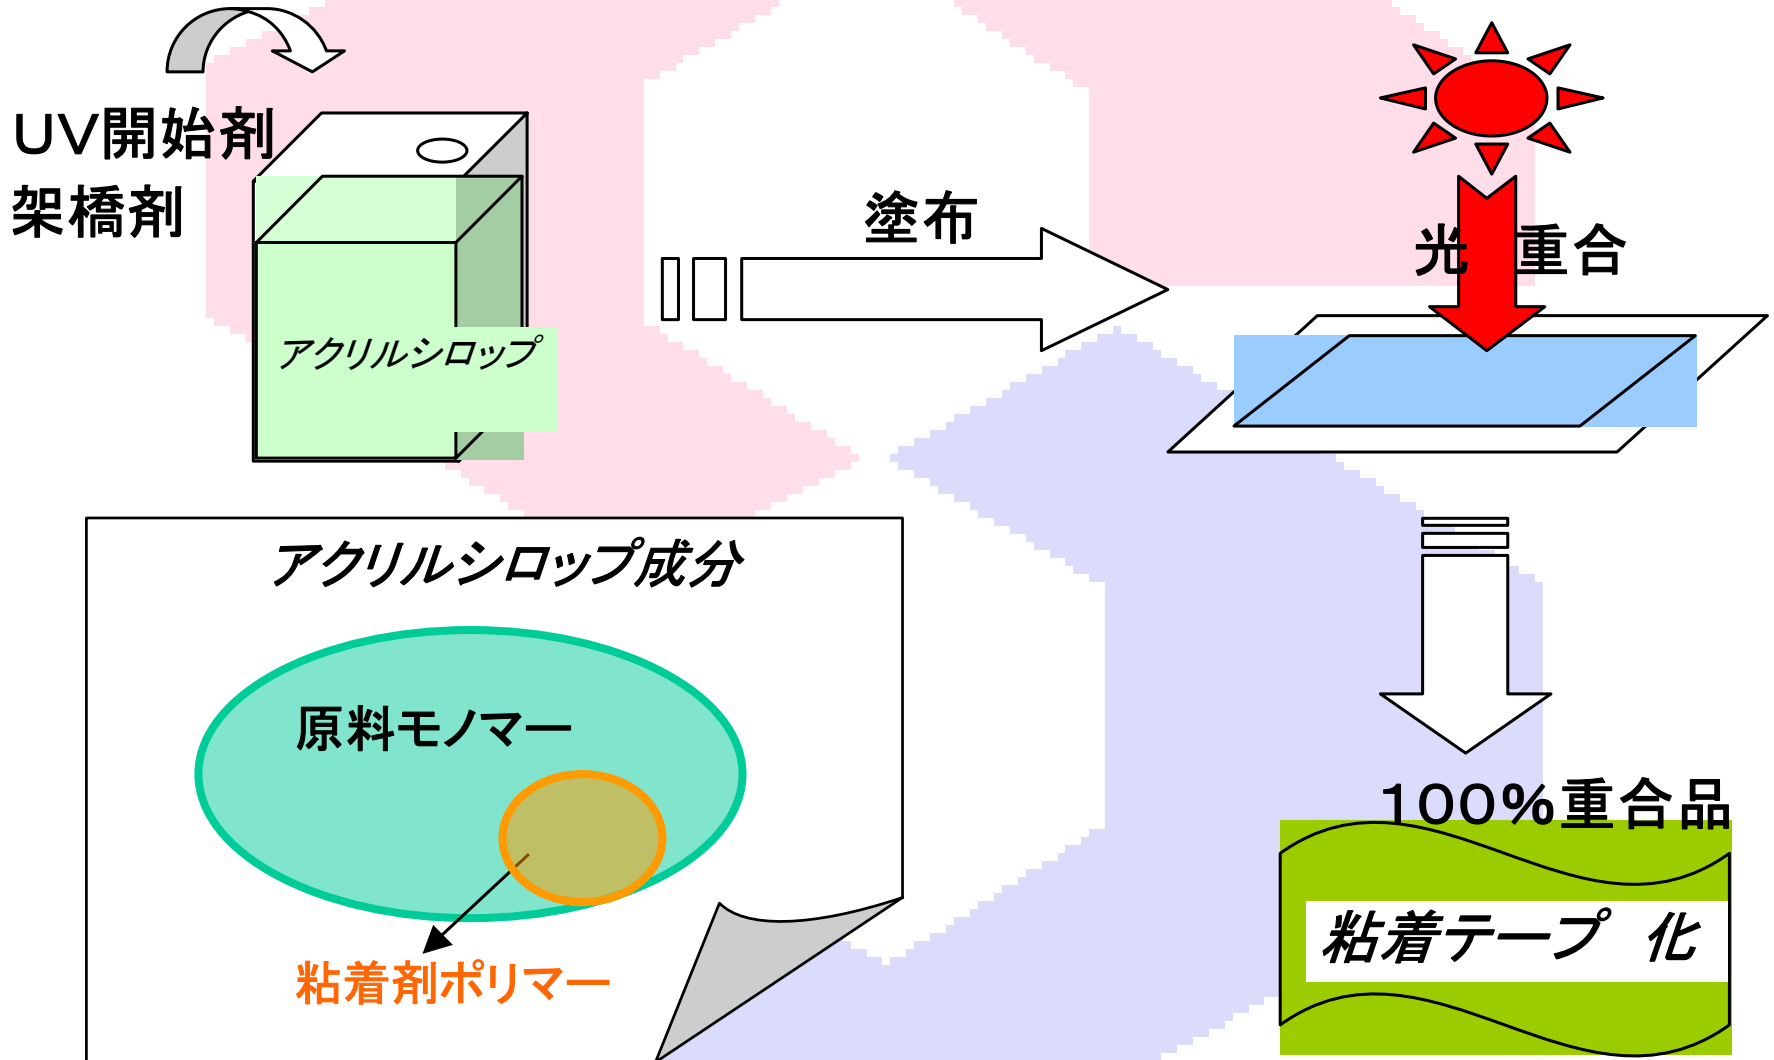 UV開始剤
架橋剤
アクリルシロップ
塗布
光 重合
アクリルシロップ成分
原料モノマー
粘着剤ポリマー
100%重合品
粘着テープ 化